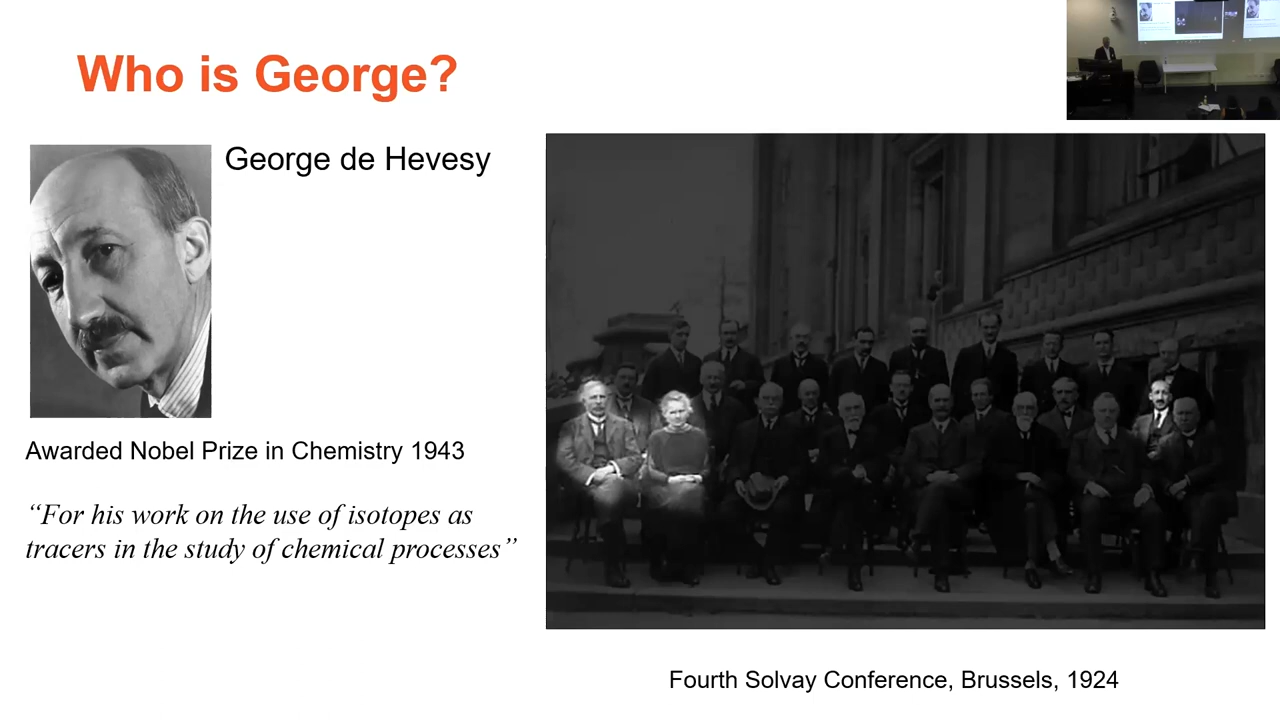 Who is George?
George de Hevesy
Awarded Nobel Prize in Chemistry 1943
“For his work on the use of isotopes as
tracers in the study of chemical processes”
Fourth Solvay Conference, Brussels, 1924